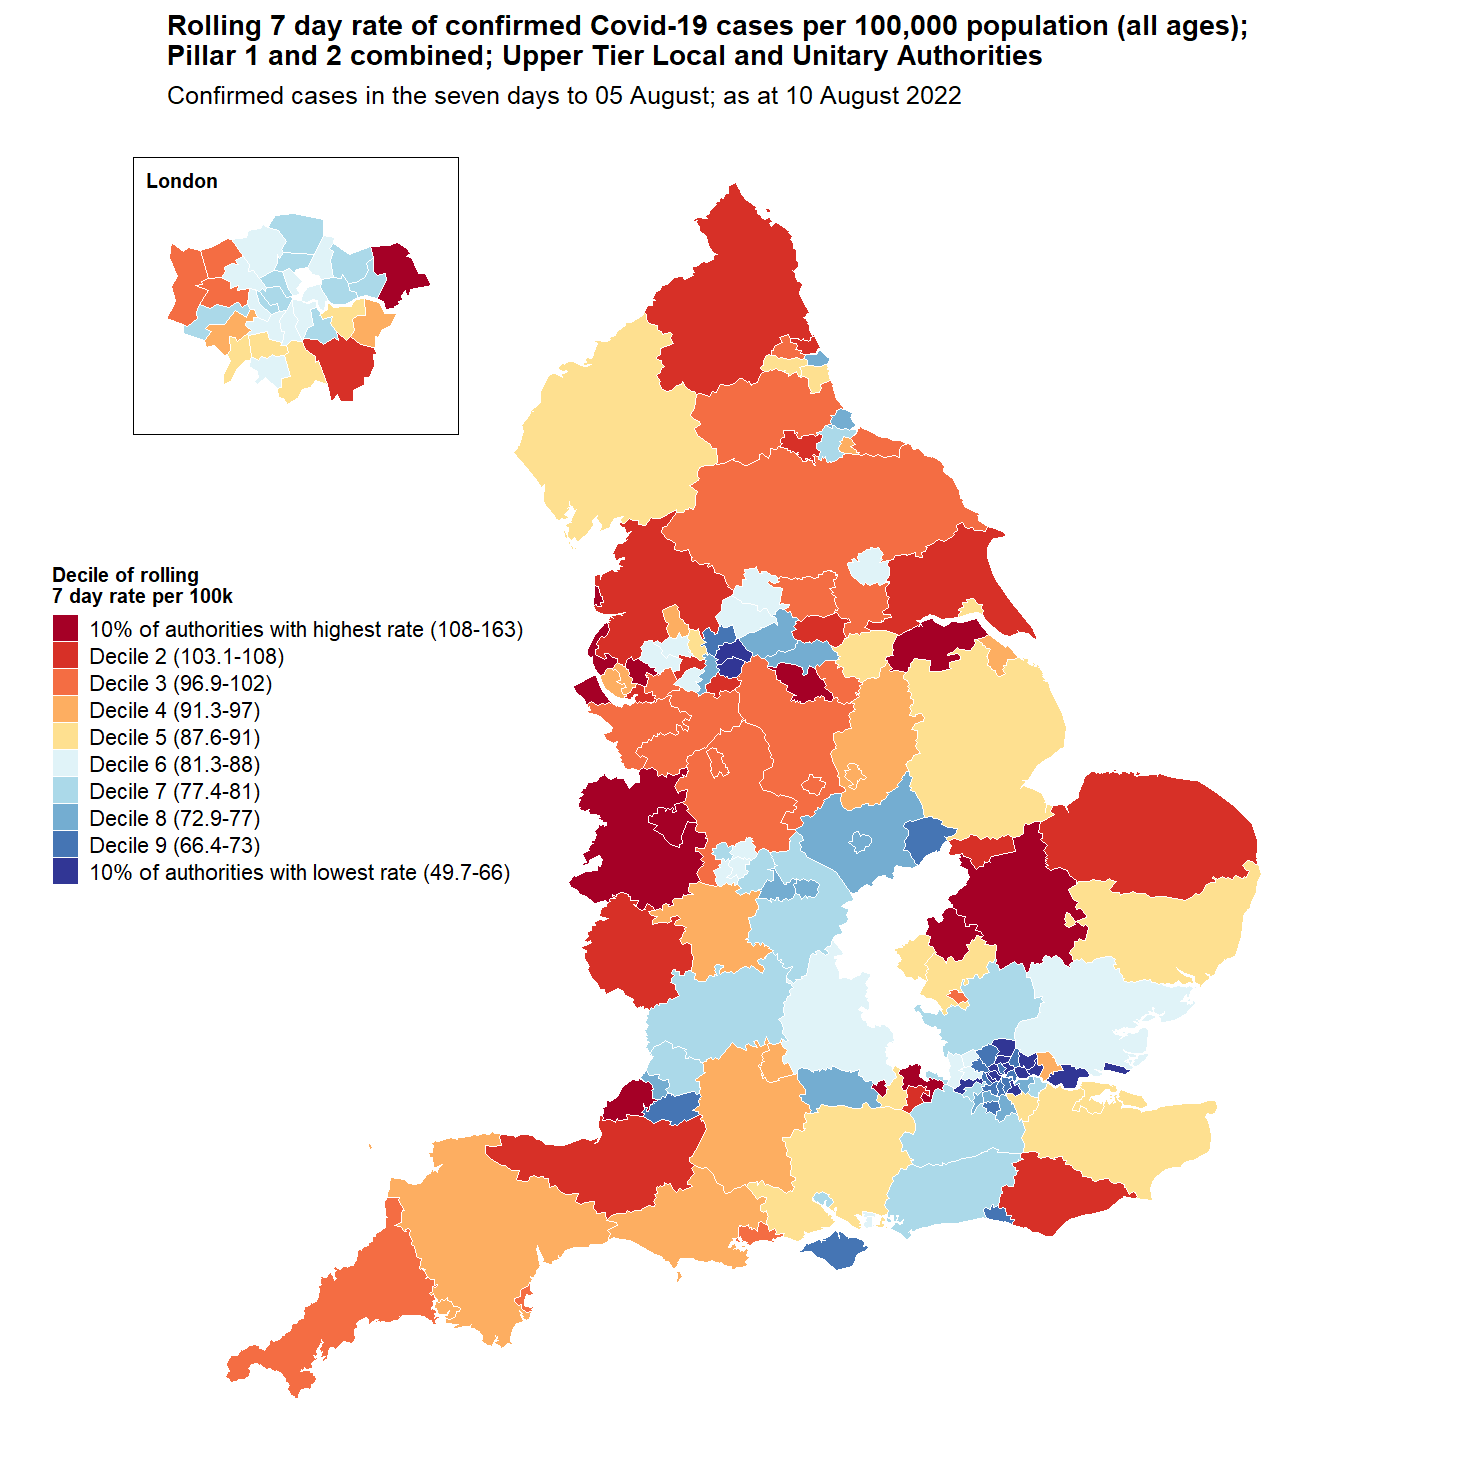 Rolling 7 day rate of confirmed Covid-19 cases per 100,000 population (all ages);
Pillar 1 and 2 combined; Upper Tier Local and Unitary Authorities
Confirmed cases in the seven days to 05 August; as at 10 August 2022
London
Decile of rolling
7 day rate per 100k
10% of authorities with highest rate (108-163)
Decile 2 (103.1-108)
Decile 3 (96.9-102)
Decile 4 (91.3-97)
Decile 5 (87.6-91)
Decile 6 (81.3-88)
Decile 7 (77.4-81)
Decile 8 (72.9-77)
Decile 9 (66.4-73)
10% of authorities with lowest rate (49.7-66)